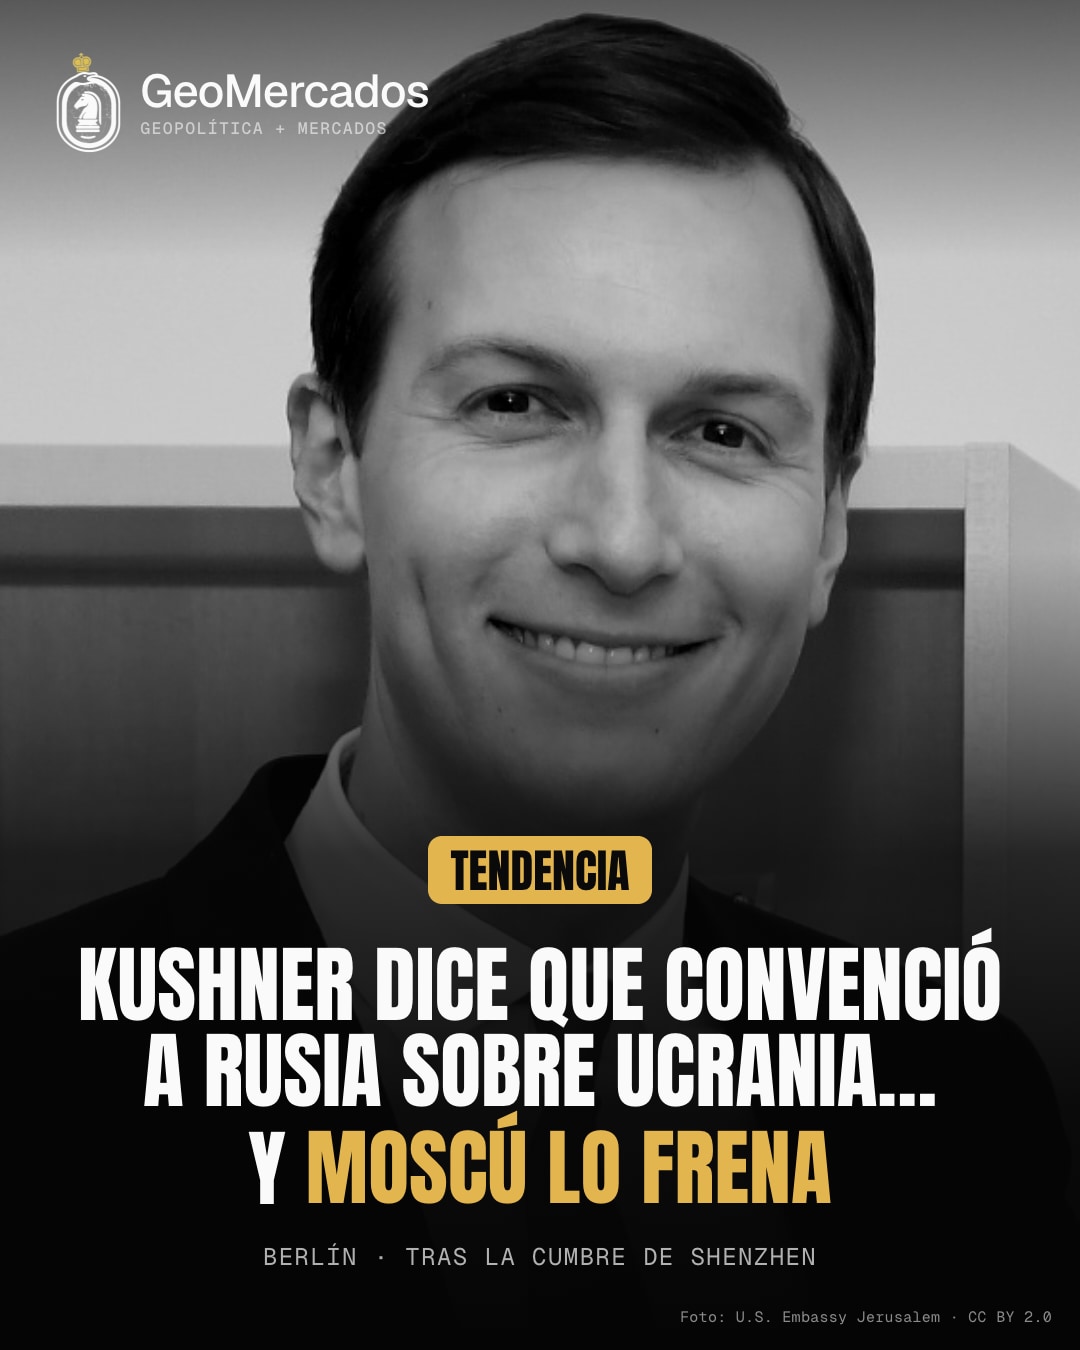 GeoMercados
GEOPOLÍTICA + MERCADOS
TENDENCIA
KUSHNER DICE QUE CONVENCIÓ
A RUSIA SOBRE UCRANIA...
Y MOSCÚ LO FRENA
BERLÍN · TRAS LA CUMBRE DE SHENZHEN
Foto: U.S. Embassy Jerusalem · CC BY 2.0